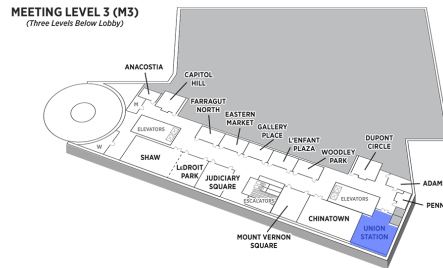 MEETING LEVEL 3 (M3)
(Three Levels Below Lobby)
ANACOSTIA
CAPITOL
HILL
FARRAGUT
NORTH
EASTERN
MARKET
GALLERY
PLACE
L'ENFANT
PLAZA
WOODLEY
PARK
DUPONT
CIRCLE
M
ELEVATORS
W
SHAW
LeDROIT
PARK
JUDICIARY
SQUARE
ESCALATORS
ELEVATORS
ADAM
PENN
MOUNT VERNON
SQUARE
CHINATOWN
UNION
STATION